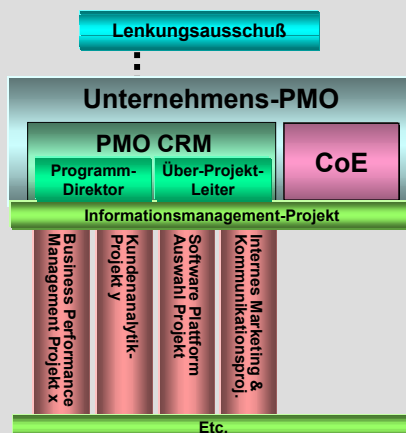 Lenkungsausschuß
Unternehmens-PMO
PMO CRM
CoE
Programm-
Direktor
Über-Projekt-
Leiter
Informationsmanagement-Projekt
Business Performance
Management Projekt x
Kundenanalytik-
Projekt y
Software Plattform
Auswahl Projekt
Internes Marketing &
Kommunikationsproj.
Etc.